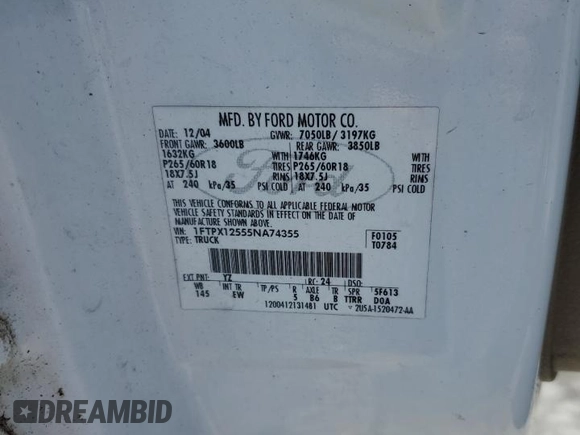 MFD. BY FORD MOTOR CO.
DATE: 12/04 GVWR: 7050LB/ 3197KG
FRONT GAWR: 3600LB REAR GAWR: 3850LB
1632KG WITH 1746KG WITH
P265/60R18 TIRES P265/60R18 TIRES
18X7.5J RIMS 18X7.5J RIMS
AT 240 kPa/35 PSI COLD AT 240 kPa/35 PSI COLD
THIS VEHICLE CONFORMS TO ALL APPLICABLE FEDERAL MOTOR
VEHICLE SAFETY STANDARDS IN EFFECT ON THE DATE OF
MANUFACTURE SHOWN ABOVE.
VIN: 1FTPX12555NA74355 F0105
TYPE: TRUCK T0784
EXT PNT: YZ RC: 24 DSO:
WB INT TR TP/PS R AXLE TR SPR 5F613
145 EW 5 B6 B TTRR DOA
1200412131481 UTC 2U5A-1520472-AA
Ford
DREAMBID